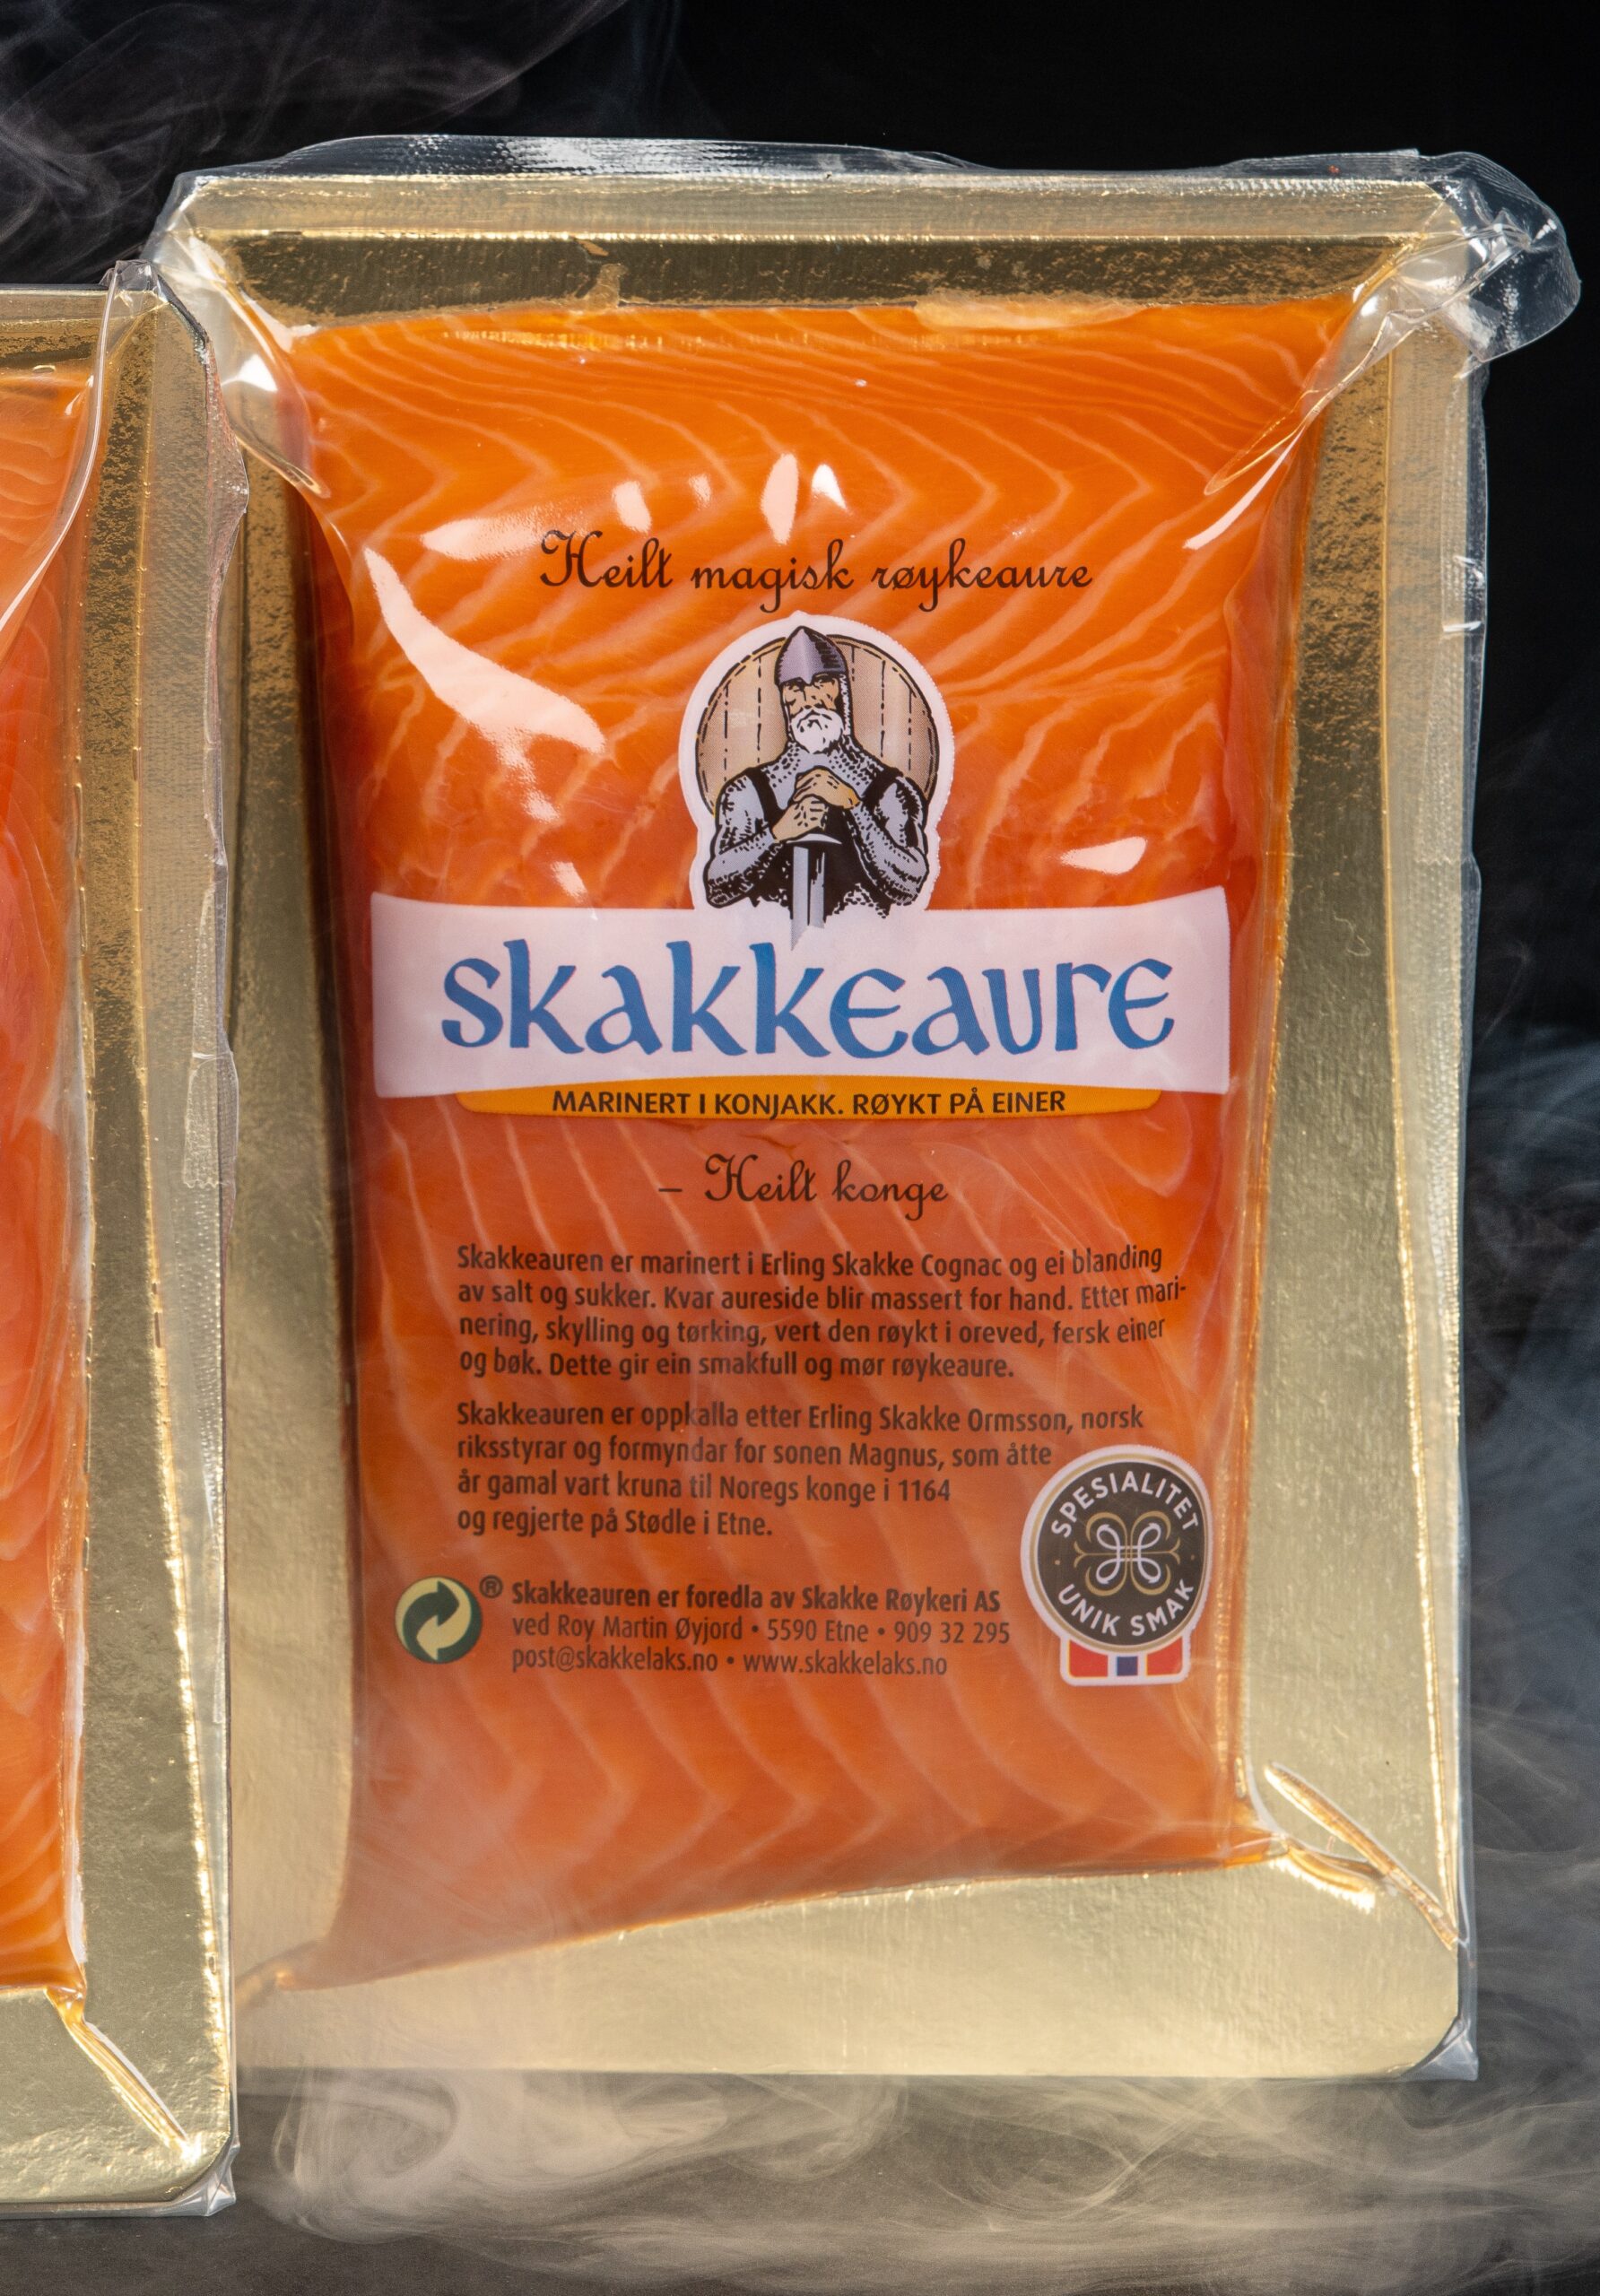 Heilt magisk røykeaure
skakkeaure
MARINERT I KONJAKK. RØYKT PÅ EINER
– Heilt konge
Skakkeauren er marinert i Erling Skakke Cognac og ei blanding
av salt og sukker. Kvar aureside blir massert for hand. Etter mari-
nering, skylling og tørking, vert den røykt i oreved, fersk einer
og bøk. Dette gir ein smakfull og mør røykeaure.
Skakkeauren er oppkalla etter Erling Skakke Ormsson, norsk
riksstyrar og formyndar for sonen Magnus, som åtte
år gamal vart kruna til Noregs konge i 1164
og regjerte på Stødle i Etne.
SPESIALITET
UNIK SMAK
® Skakkeauren er foredla av Skakke Røykeri AS
ved Roy Martin Øyjord • 5590 Etne • 909 32 295
post@skakkelaks.no • www.skakkelaks.no